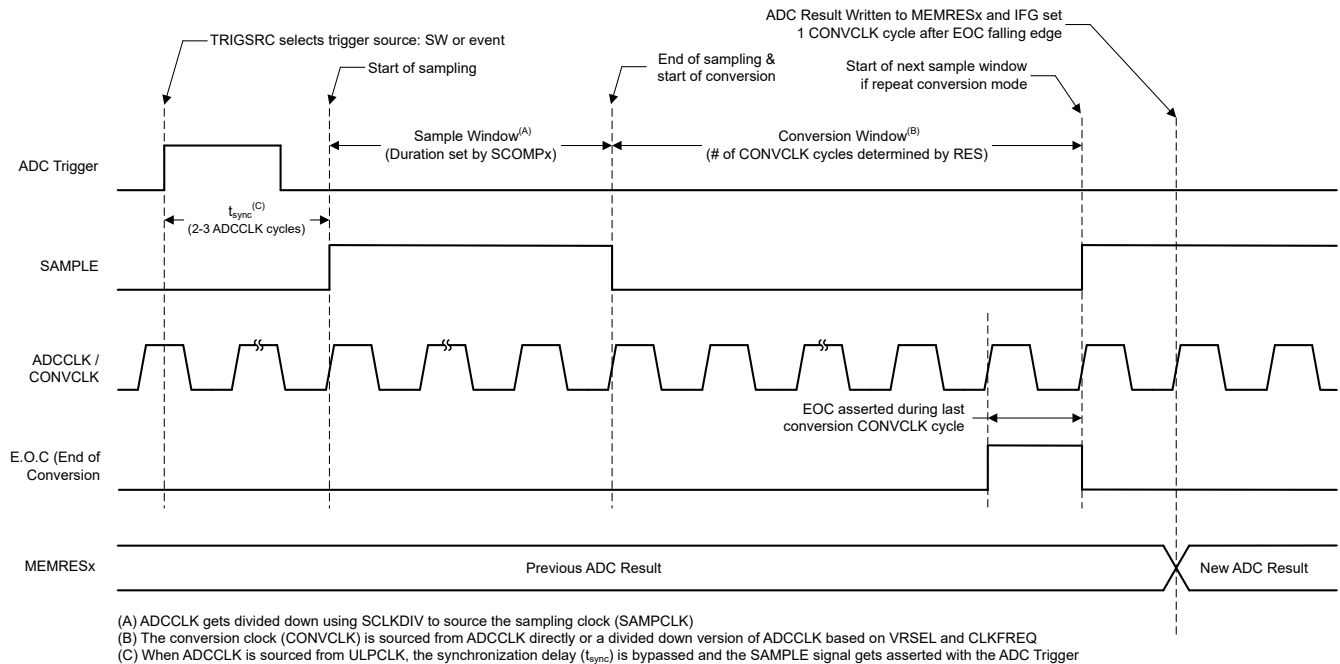 ADC Result Written to MEMRESx and IFG set
1 CONVCLK cycle after EOC falling edge
TRIGSRC selects trigger source: SW or event
Start of sampling
End of sampling &
start of conversion
Start of next sample window
if repeat conversion mode
Sample Window(A)
(Duration set by SCOMPx)
Conversion Window(B)
(# of CONVCLK cycles determined by RES)
ADC Trigger
tsync(C)
(2-3 ADCCLK cycles)
SAMPLE
ADCCLK /
CONVCLK
EOC asserted during last
conversion CONVCLK cycle
E.O.C (End of
Conversion
MEMRESx
Previous ADC Result
New ADC Result
(A) ADCCLK gets divided down using SCLKDIV to source the sampling clock (SAMPCLK)
(B) The conversion clock (CONVCLK) is sourced from ADCCLK directly or a divided down version of ADCCLK based on VRSEL and CLKFREQ
(C) When ADCCLK is sourced from ULPCLK, the synchronization delay (tsync) is bypassed and the SAMPLE signal gets asserted with the ADC Trigger